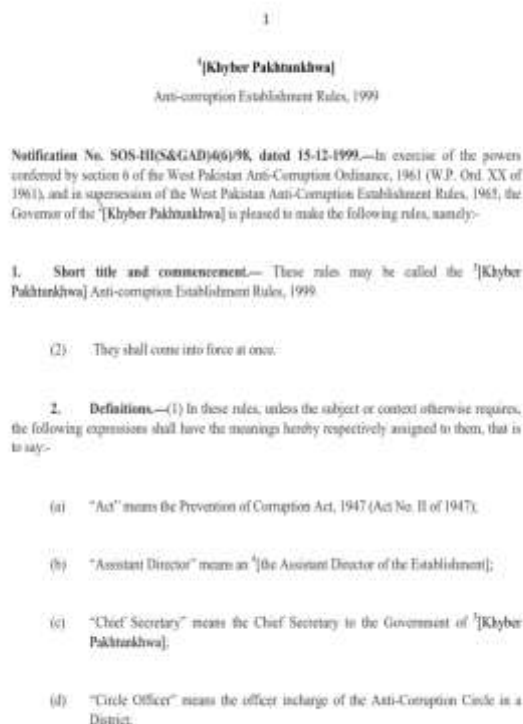 1
1[Khyber Pakhtunkhwa]
Anti-corruption Establishment Rules, 1999
Notification No. SOS-III(S&GAD)4(6)/98, dated 15-12-1999.—In exercise of the powers
conferred by section 6 of the West Pakistan Anti-Corruption Ordinance, 1961 (W.P. Ord. XX of
1961), and in supersession of the West Pakistan Anti-Corruption Establishment Rules, 1965, the
Governor of the 2[Khyber Pakhtunkhwa] is pleased to make the following rules, namely:-
1. Short title and commencement.— These rules may be called the 3[Khyber
Pakhtunkhwa] Anti-corruption Establishment Rules, 1999.
(2) They shall come into force at once.
2. Definitions.—(1) In these rules, unless the subject or context otherwise requires,
the following expressions shall have the meanings hereby respectively assigned to them, that is
to say:-
(a) "Act" means the Prevention of Corruption Act, 1947 (Act No. II of 1947);
(b) "Assistant Director" means an 4[the Assistant Director of the Establishment];
(c) "Chief Secretary" means the Chief Secretary to the Government of 5[Khyber
Pakhtunkhwa];
(d) "Circle Officer" means the officer incharge of the Anti-Corruption Circle in a
District;